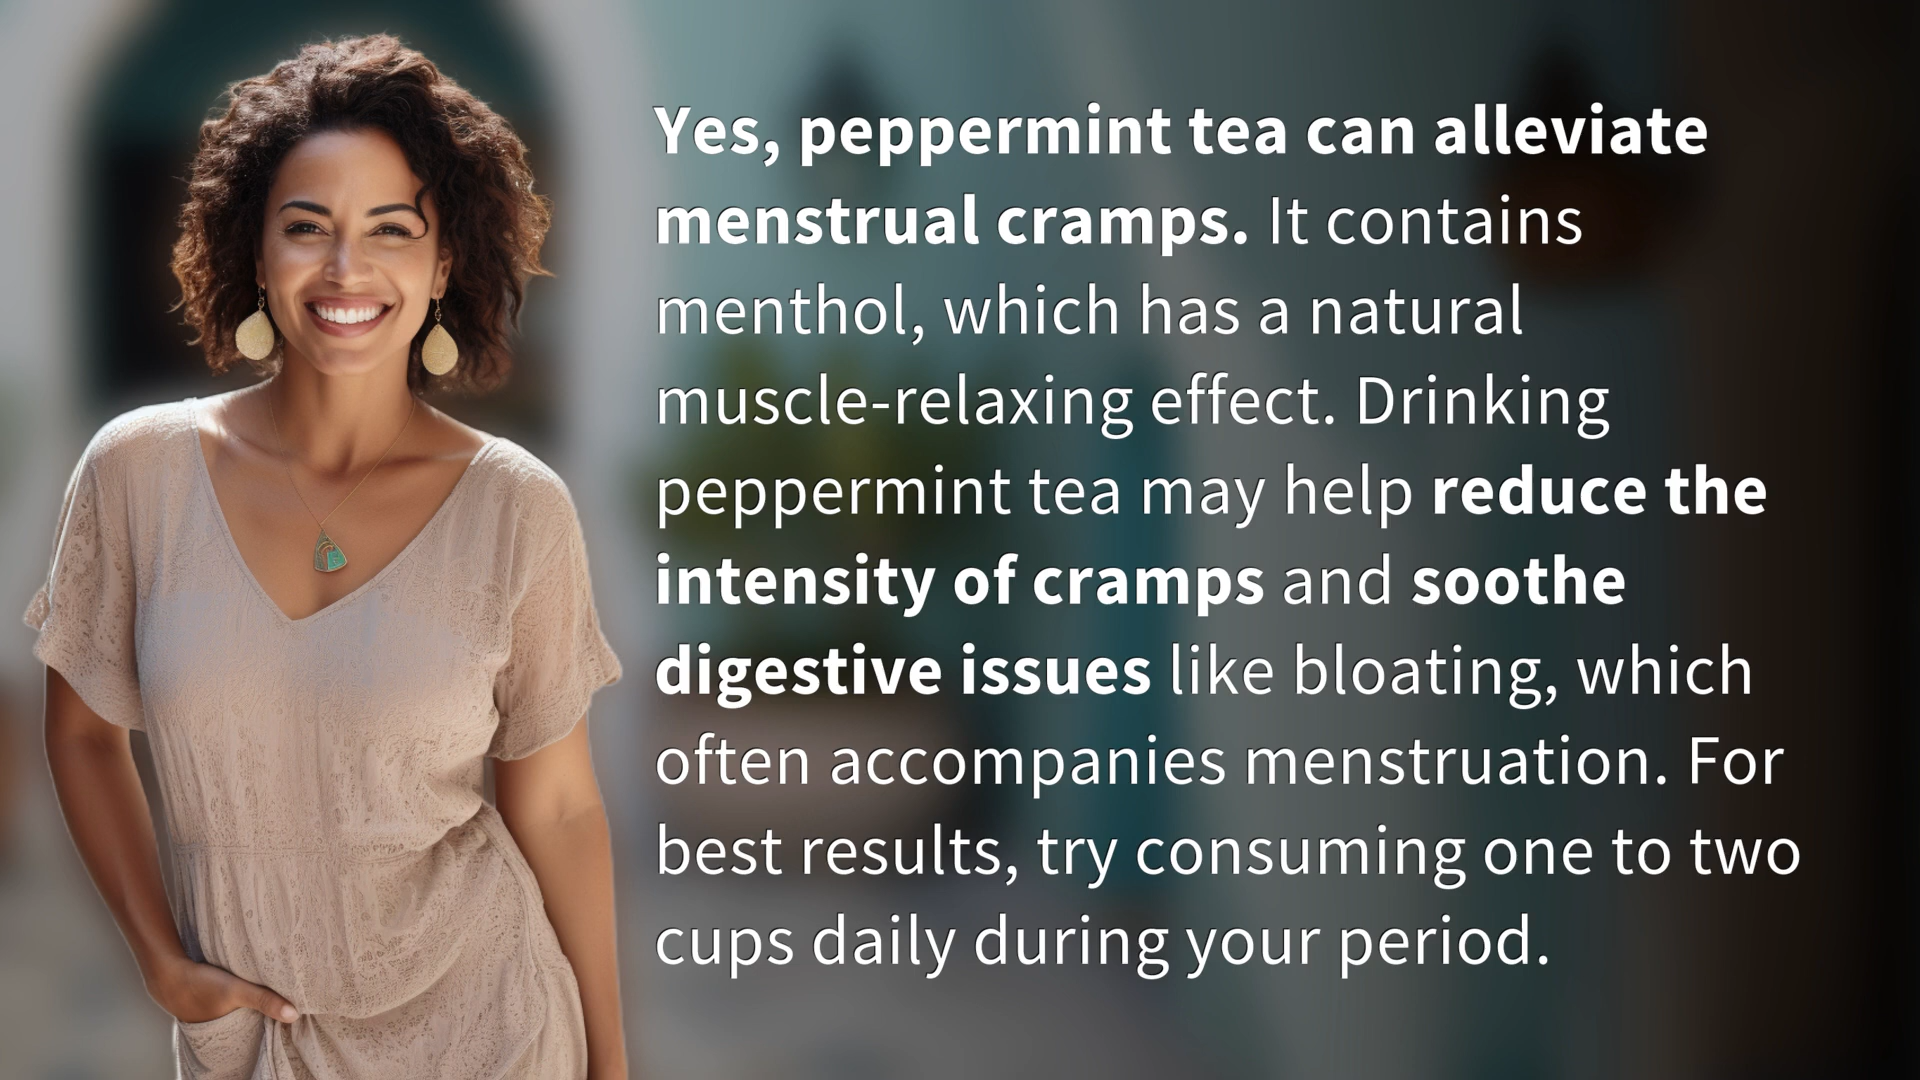 Yes, peppermint tea can alleviate
menstrual cramps. It contains
menthol, which has a natural
muscle-relaxing effect. Drinking
peppermint tea may help reduce the
intensity of cramps and soothe
digestive issues like bloating, which
often accompanies menstruation. For
best results, try consuming one to two
cups daily during your period.